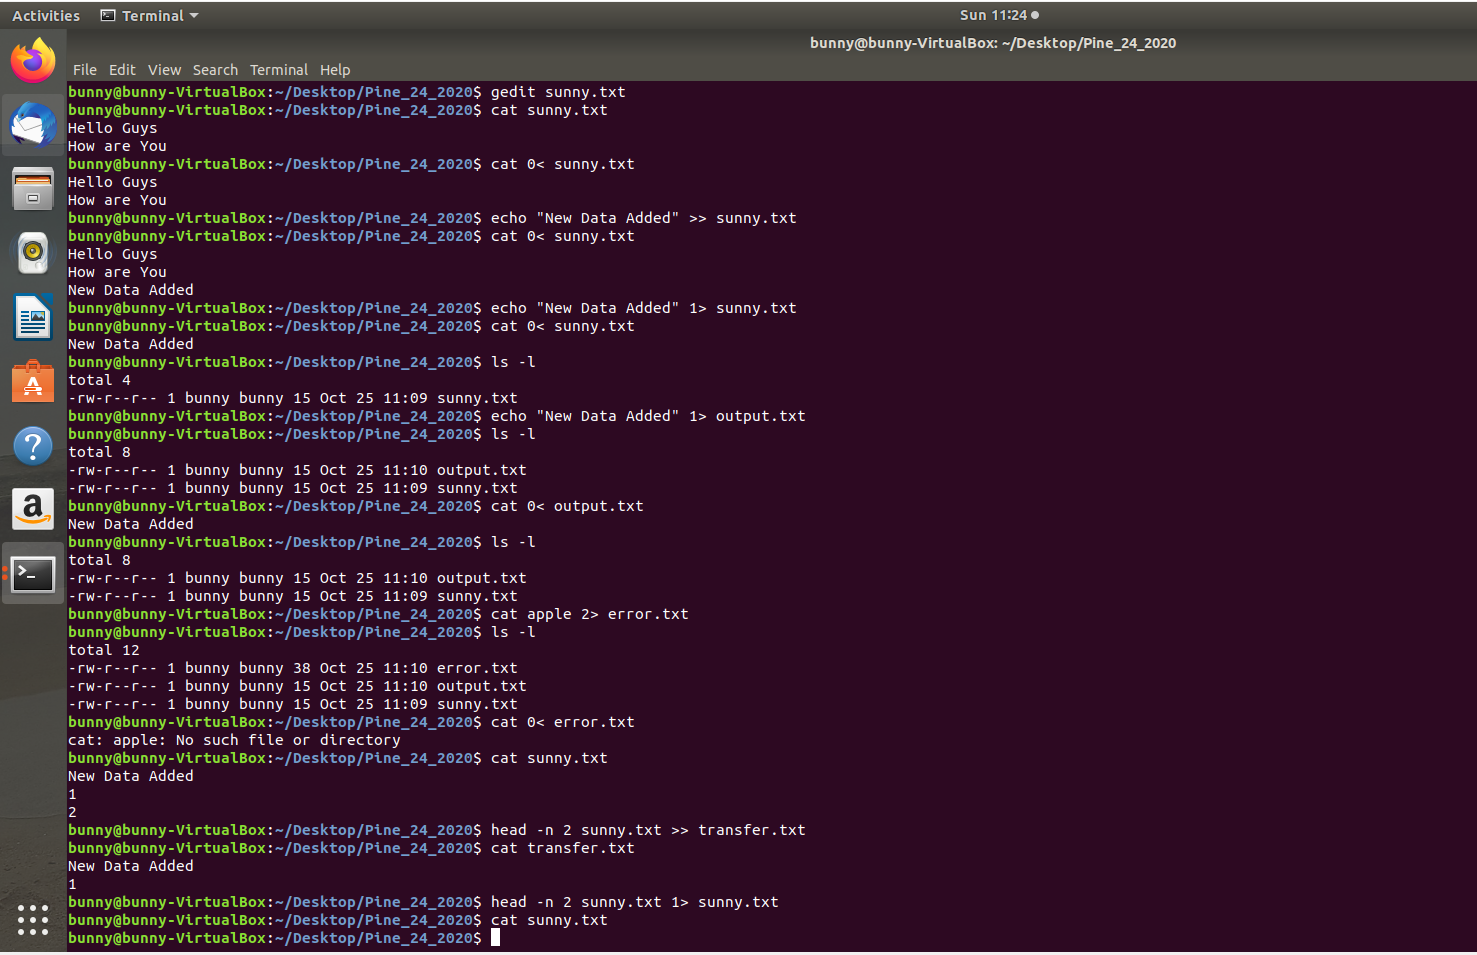 Activities Terminal Sun 11:24
bunny@bunny-VirtualBox: ~/Desktop/Pine_24_2020
File Edit View Search Terminal Help
bunny@bunny-VirtualBox:~/Desktop/Pine_24_2020$ gedit sunny.txt
bunny@bunny-VirtualBox:~/Desktop/Pine_24_2020$ cat sunny.txt
Hello Guys
How are You
bunny@bunny-VirtualBox:~/Desktop/Pine_24_2020$ cat 0< sunny.txt
Hello Guys
How are You
bunny@bunny-VirtualBox:~/Desktop/Pine_24_2020$ echo "New Data Added" >> sunny.txt
bunny@bunny-VirtualBox:~/Desktop/Pine_24_2020$ cat 0< sunny.txt
Hello Guys
How are You
New Data Added
bunny@bunny-VirtualBox:~/Desktop/Pine_24_2020$ echo "New Data Added" 1> sunny.txt
bunny@bunny-VirtualBox:~/Desktop/Pine_24_2020$ cat 0< sunny.txt
New Data Added
bunny@bunny-VirtualBox:~/Desktop/Pine_24_2020$ ls -l
total 4
-rw-r--r-- 1 bunny bunny 15 Oct 25 11:09 sunny.txt
bunny@bunny-VirtualBox:~/Desktop/Pine_24_2020$ echo "New Data Added" 1> output.txt
bunny@bunny-VirtualBox:~/Desktop/Pine_24_2020$ ls -l
total 8
-rw-r--r-- 1 bunny bunny 15 Oct 25 11:10 output.txt
-rw-r--r-- 1 bunny bunny 15 Oct 25 11:09 sunny.txt
bunny@bunny-VirtualBox:~/Desktop/Pine_24_2020$ cat 0< output.txt
New Data Added
bunny@bunny-VirtualBox:~/Desktop/Pine_24_2020$ ls -l
total 8
-rw-r--r-- 1 bunny bunny 15 Oct 25 11:10 output.txt
-rw-r--r-- 1 bunny bunny 15 Oct 25 11:09 sunny.txt
bunny@bunny-VirtualBox:~/Desktop/Pine_24_2020$ cat apple 2> error.txt
bunny@bunny-VirtualBox:~/Desktop/Pine_24_2020$ ls -l
total 12
-rw-r--r-- 1 bunny bunny 38 Oct 25 11:10 error.txt
-rw-r--r-- 1 bunny bunny 15 Oct 25 11:10 output.txt
-rw-r--r-- 1 bunny bunny 15 Oct 25 11:09 sunny.txt
bunny@bunny-VirtualBox:~/Desktop/Pine_24_2020$ cat 0< error.txt
cat: apple: No such file or directory
bunny@bunny-VirtualBox:~/Desktop/Pine_24_2020$ cat sunny.txt
New Data Added
1
2
bunny@bunny-VirtualBox:~/Desktop/Pine_24_2020$ head -n 2 sunny.txt >> transfer.txt
bunny@bunny-VirtualBox:~/Desktop/Pine_24_2020$ cat transfer.txt
New Data Added
1
bunny@bunny-VirtualBox:~/Desktop/Pine_24_2020$ head -n 2 sunny.txt 1> sunny.txt
bunny@bunny-VirtualBox:~/Desktop/Pine_24_2020$ cat sunny.txt
bunny@bunny-VirtualBox:~/Desktop/Pine_24_2020$